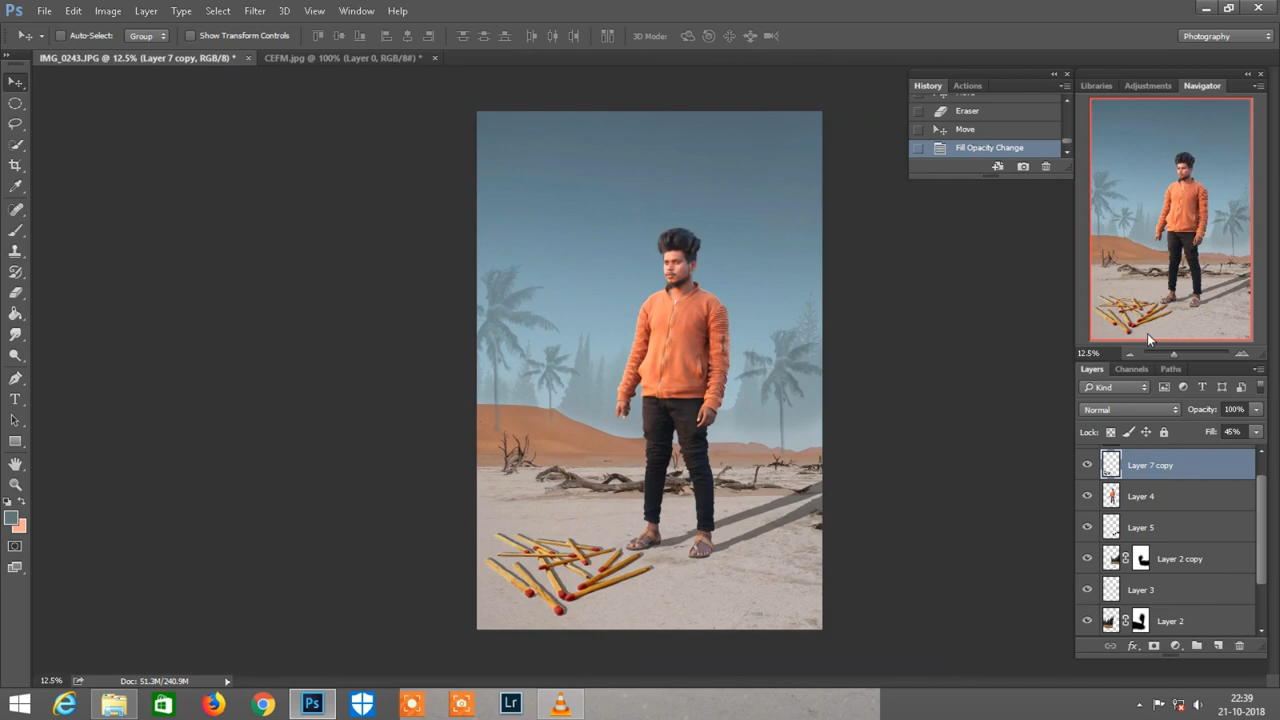 Ps File Edit Image Layer Type Select Filter 3D View Window Help
Auto-Select: Group Show Transform Controls 3D Mode: Photography
IMG_0243.JPG @ 12.5% (Layer 7 copy, RGB/8) * CEFM.jpg @ 100% (Layer 0, RGB/8#) *
History Actions
Eraser
Move
Fill Opacity Change
Libraries Adjustments Navigator
12.5%
Layers Channels Paths
Kind
Normal Opacity: 100%
Lock: Fill: 45%
Layer 7 copy
Layer 4
Layer 5
Layer 2 copy
Layer 3
Layer 2
12.5% Doc: 51.3M/240.9M
Ps Lr
22:39
21-10-2018